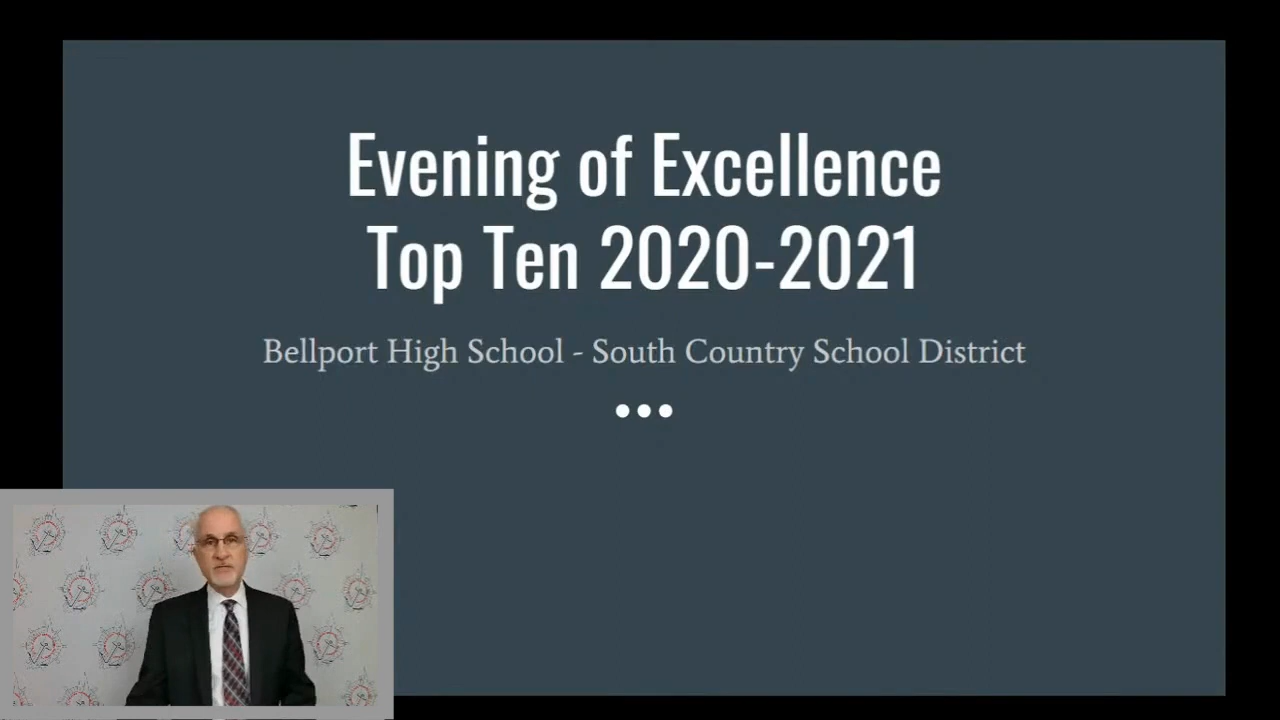 Evening of Excellence
Top Ten 2020-2021
Bellport High School - South Country School District